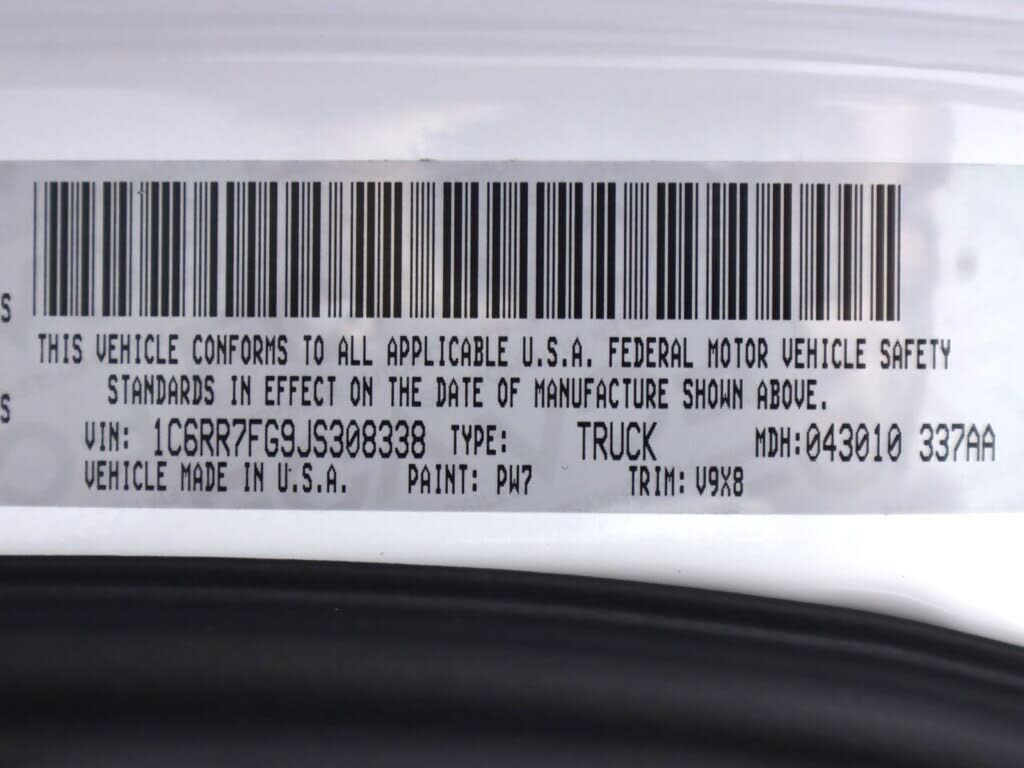 S
THIS VEHICLE CONFORMS TO ALL APPLICABLE U.S.A. FEDERAL MOTOR VEHICLE SAFETY
S
STANDARDS IN EFFECT ON THE DATE OF MANUFACTURE SHOWN ABOVE.
VIN: 1C6RR7FG9JS308338 TYPE: TRUCK MDH:043010 337AA
VEHICLE MADE IN U.S.A. PAINT: PW7 TRIM: V9X8